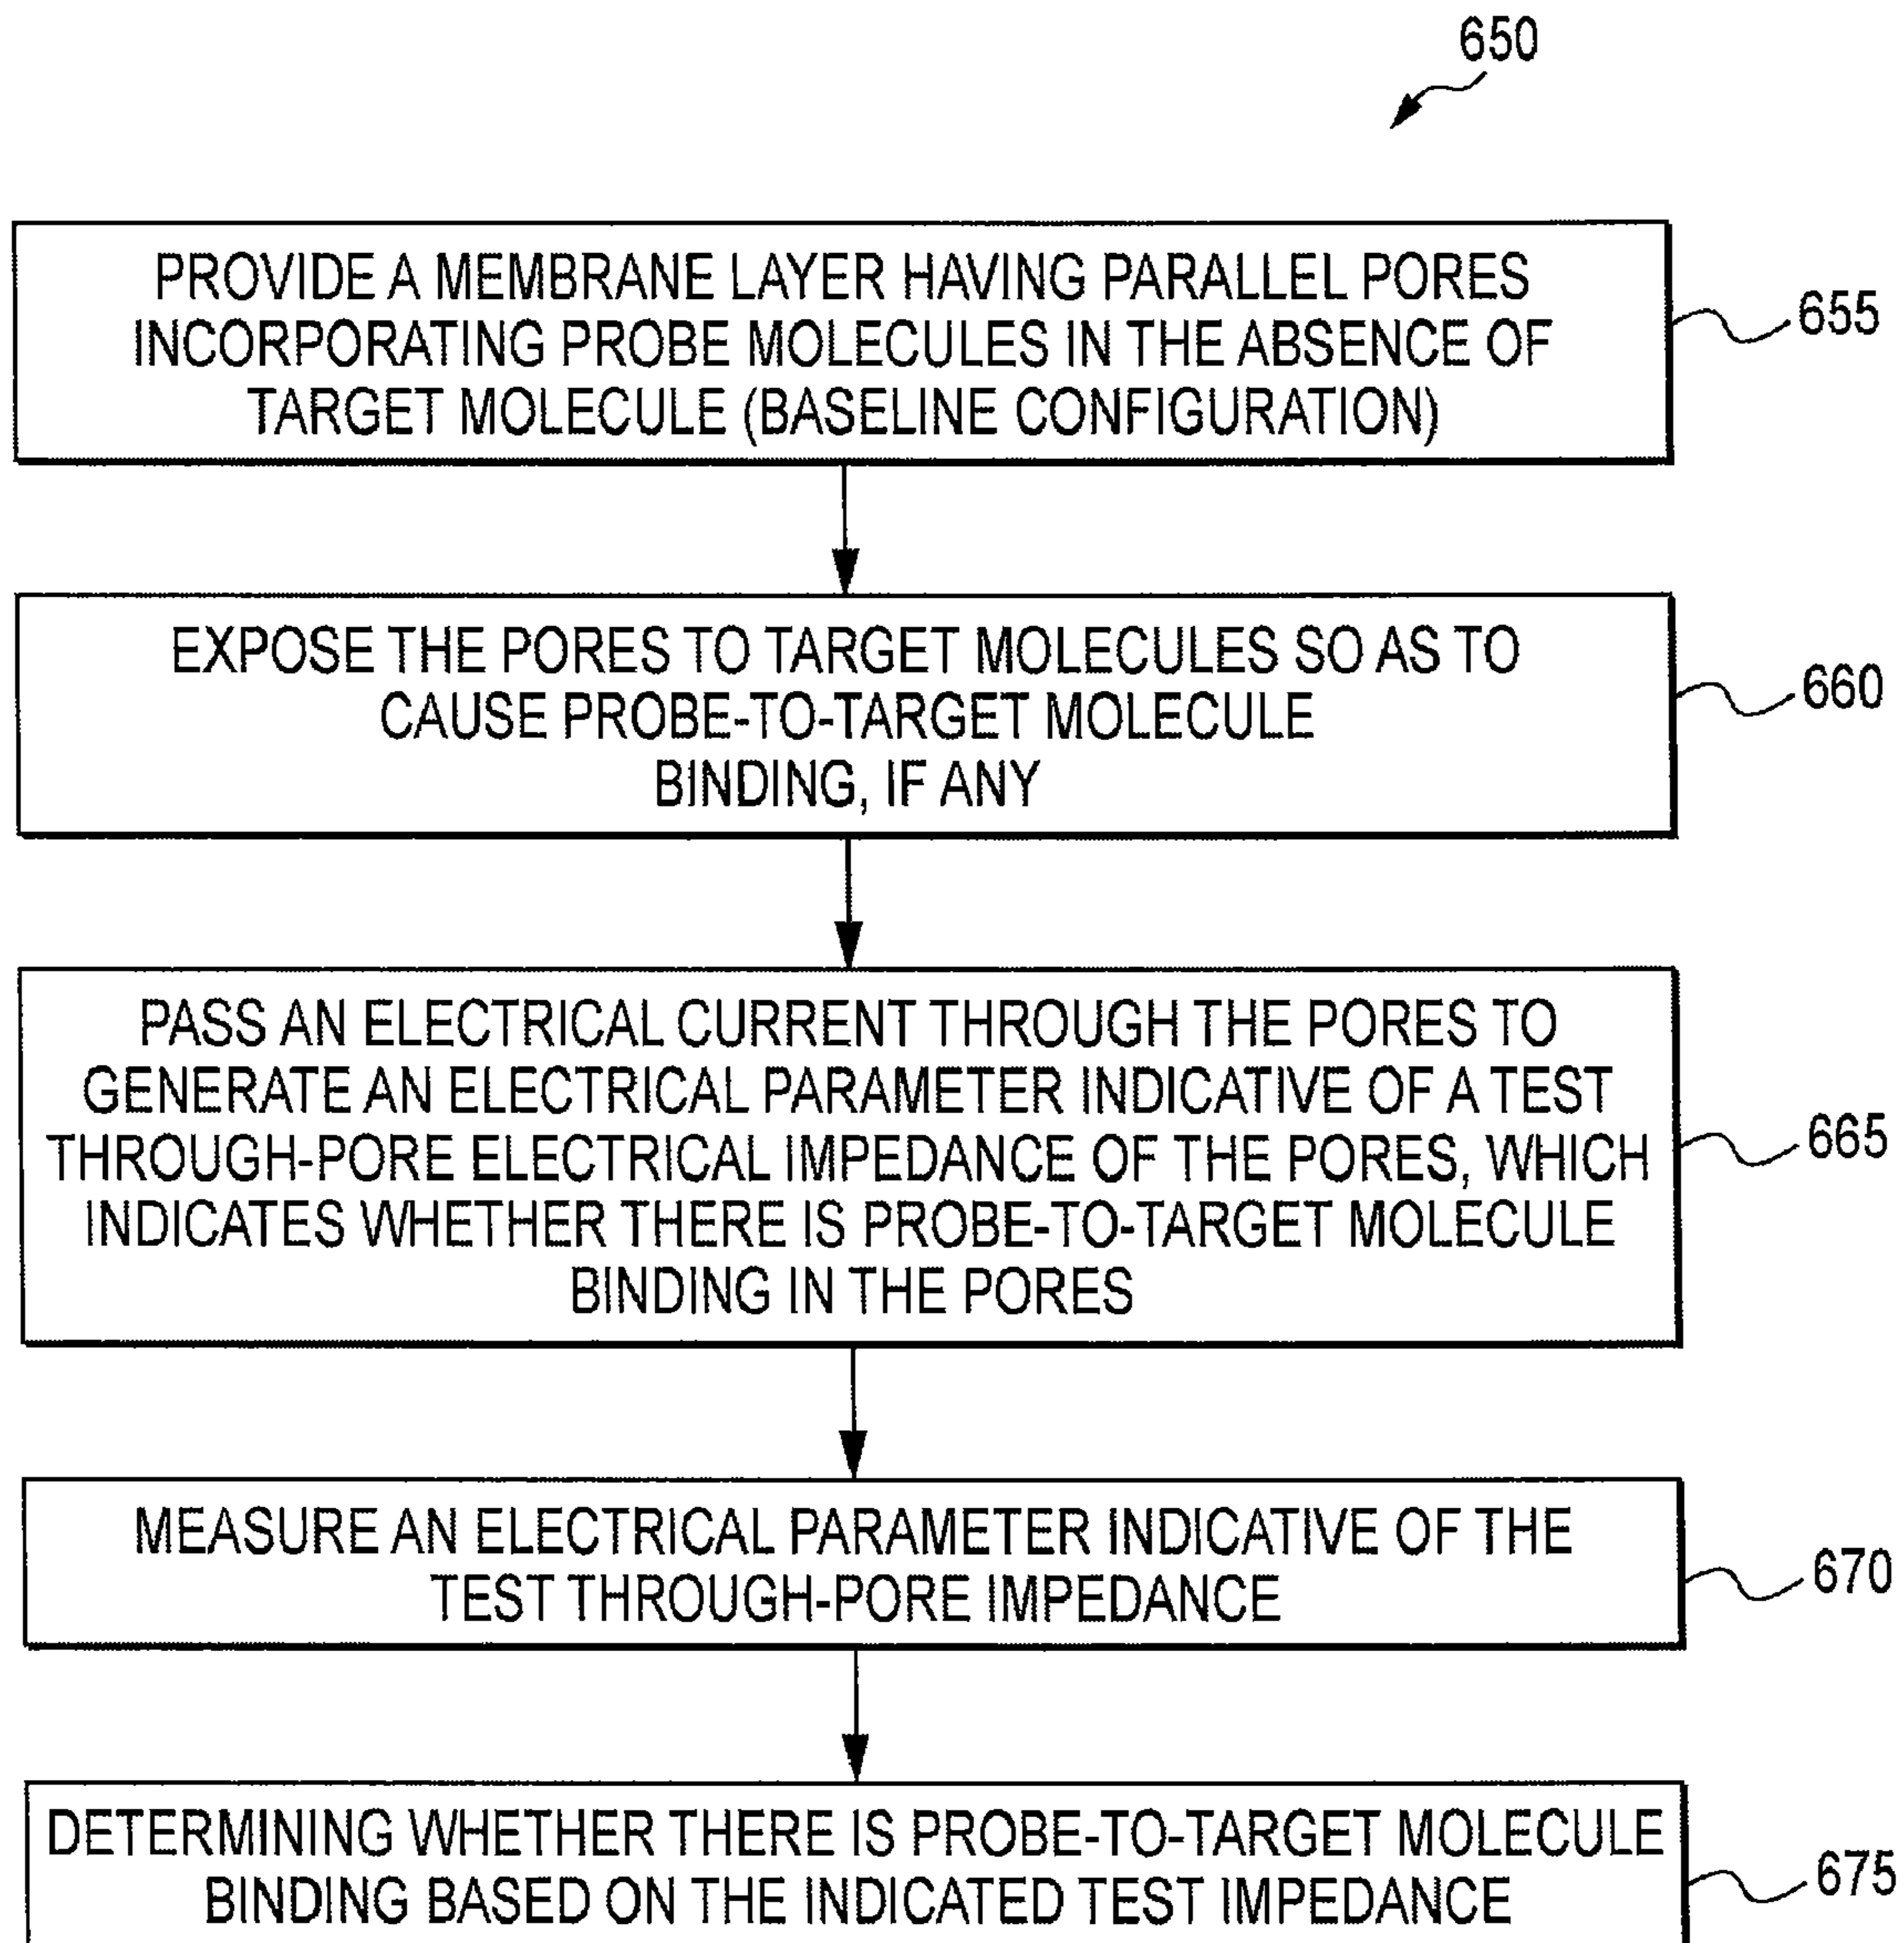 650
PROVIDE A MEMBRANE LAYER HAVING PARALLEL PORES
INCORPORATING PROBE MOLECULES IN THE ABSENCE OF
TARGET MOLECULE (BASELINE CONFIGURATION)
655
EXPOSE THE PORES TO TARGET MOLECULES SO AS TO
CAUSE PROBE-TO-TARGET MOLECULE
BINDING, IF ANY
660
PASS AN ELECTRICAL CURRENT THROUGH THE PORES TO
GENERATE AN ELECTRICAL PARAMETER INDICATIVE OF A TEST
THROUGH-PORE ELECTRICAL IMPEDANCE OF THE PORES, WHICH
INDICATES WHETHER THERE IS PROBE-TO-TARGET MOLECULE
BINDING IN THE PORES
665
MEASURE AN ELECTRICAL PARAMETER INDICATIVE OF THE
TEST THROUGH-PORE IMPEDANCE
670
DETERMINING WHETHER THERE IS PROBE-TO-TARGET MOLECULE
BINDING BASED ON THE INDICATED TEST IMPEDANCE
675